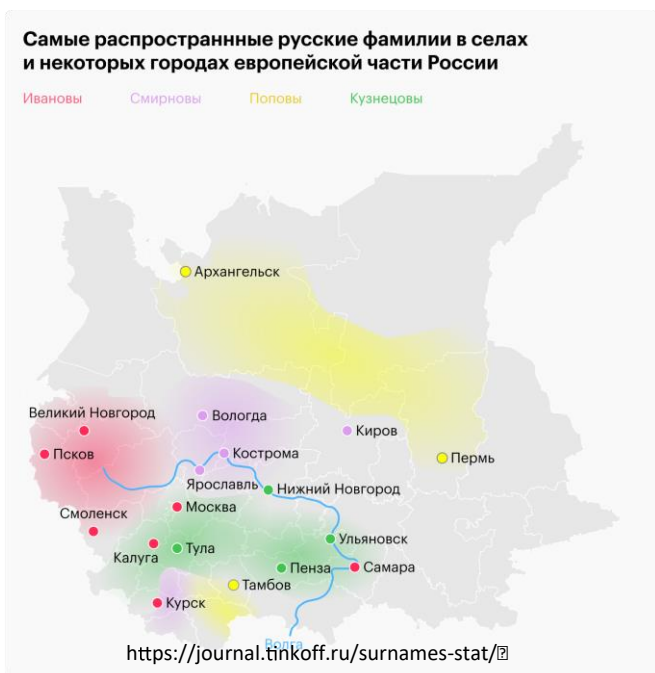 Самые распространнные русские фамилии в селах
и некоторых городах европейской части России
Ивановы Смирновы Поповы Кузнецовы
Архангельск
Великий Новгород
Вологда
Киров
Псков
Кострома
Пермь
Ярославль
Нижний Новгород
Москва
Смоленск
Ульяновск
Калуга
Тула
Пенза
Самара
Тамбов
Курск
Волга
https://journal.tinkoff.ru/surnames-stat/